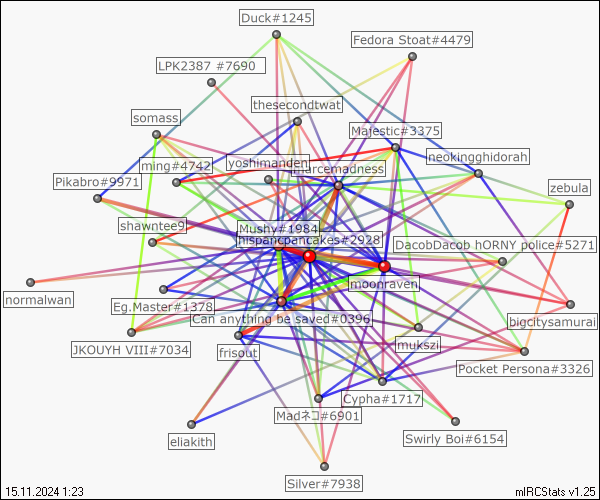 Duck#1245
Fedora Stoat#4479
LPK2387 #7690
thesecondtwat
somass
Majestic#3375
neokingghidorah
ming#4742
yoshimanden
marcemadness
Pikabro#9971
zebula
shawntee9
Mushy#1984
hispancpancakes#2928
DacobDacob hORNY police#5271
moonraven
normalwan
Eg.Master#1378
Can anything be saved#0396
bigcitysamurai
JKOUYH VIII#7034
frisout
mukszi
Pocket Persona#3326
Cypha#1717
Madネコ#6901
Swirly Boi#6154
eliakith
Silver#7938
15.11.2024 1:23
mIRCStats v1.25